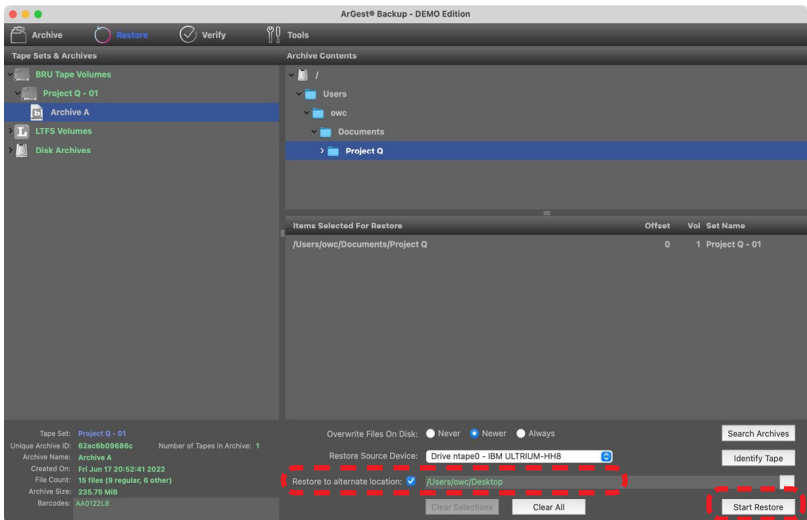 ArGest® Backup - DEMO Edition
Archive Restore Verify Tools
Tape Sets & Archives
BRU Tape Volumes
Project Q - 01
Archive A
LTFS Volumes
Disk Archives
Archive Contents
/
Users
owc
Documents
Project Q
Items Selected For Restore Offset Vol Set Name
/Users/owc/Documents/Project Q 0 1 Project Q - 01
Tape Set: Project Q - 01
Unique Archive ID: 62ac6b09686c Number of Tapes in Archive: 1
Archive Name: Archive A
Created On: Fri Jun 17 20:52:41 2022
File Count: 15 files (9 regular, 6 other)
Archive Size: 235.75 MiB
Barcodes: AA0122L8
Overwrite Files On Disk: Never Newer Always
Search Archives
Restore Source Device: Drive ntape0 - IBM ULTRIUM-HH8
Identify Tape
Restore to alternate location: /Users/owc/Desktop
Clear Selections Clear All Start Restore